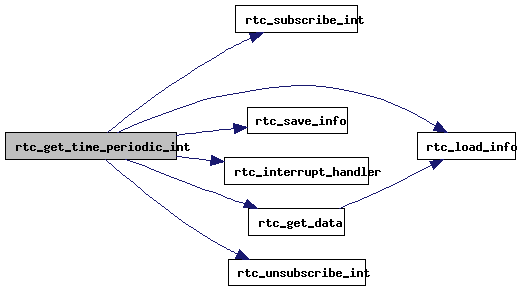 rtc_subscribe_int
rtc_save_info
rtc_get_time_periodic_int
rtc_load_info
rtc_interrupt_handler
rtc_get_data
rtc_unsubscribe_int